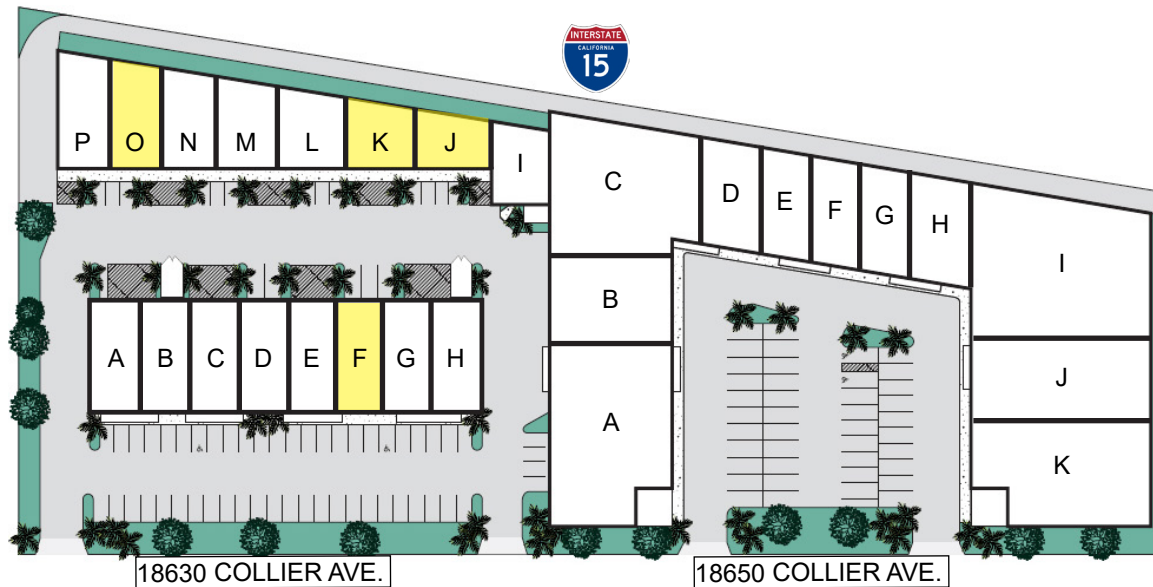 INTERSTATE
CALIFORNIA
15
P O N M L K J I
C D E F G H I
B
A B C D E F G H
A
J
K
18630 COLLIER AVE.
18650 COLLIER AVE.